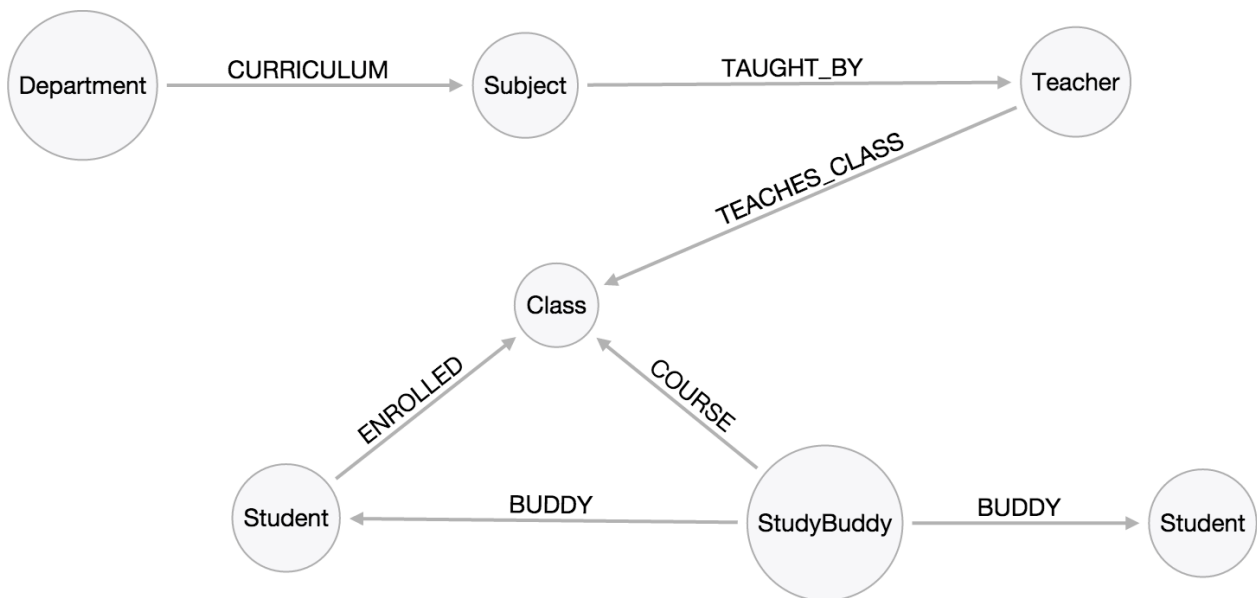 Department
CURRICULUM
Subject
TAUGHT_BY
Teacher
TEACHES_CLASS
Class
ENROLLED
COURSE
Student
BUDDY
StudyBuddy
BUDDY
Student